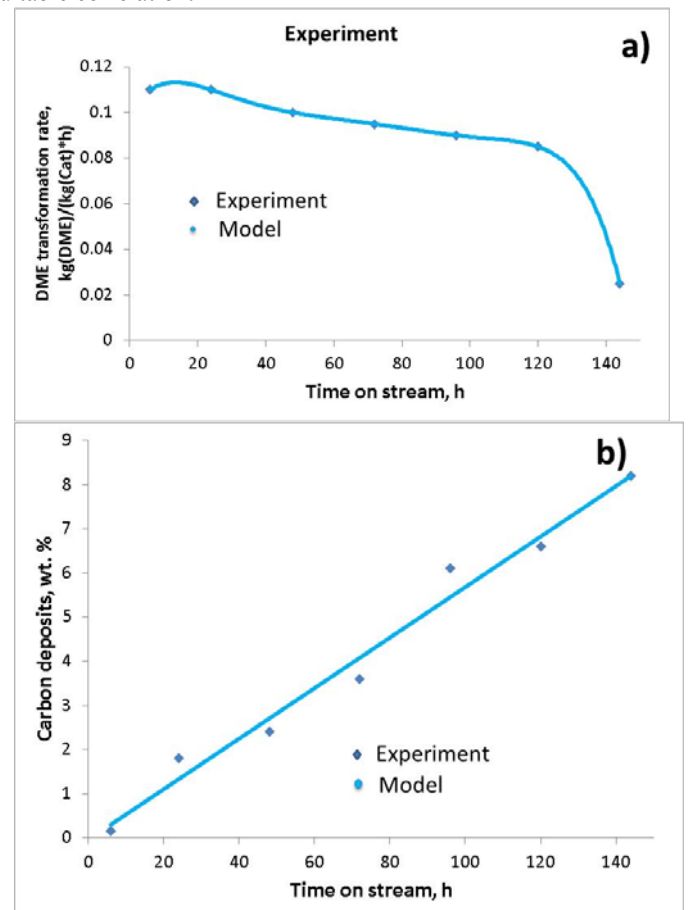 Experiment
a)
0.12
0.1
0.08
0.06
0.04
0.02
0
DME transformation rate,
kg(DME)/(kg(Cat)*h)
Experiment
Model
0 20 40 60 80 100 120 140
Time on stream, h
b)
9
8
7
6
5
4
3
2
1
0
Carbon deposits, wt. %
Experiment
Model
0 20 40 60 80 100 120 140
Time on stream, h